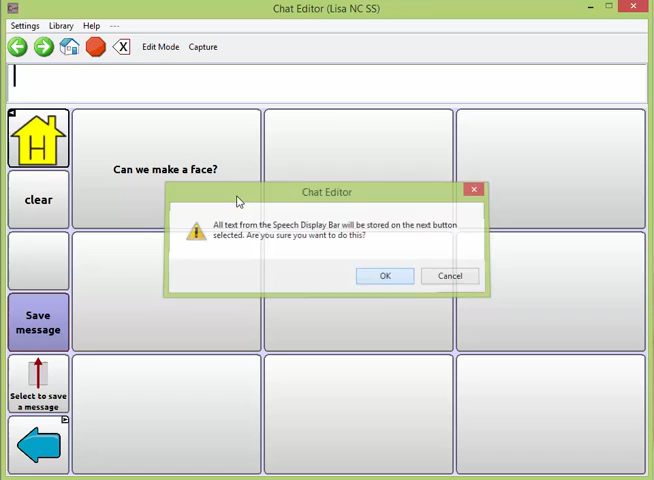 Chat Editor (Lisa NC SS)
Settings Library Help ---
X Edit Mode Capture
H
Can we make a face?
clear
Chat Editor
All text from the Speech Display Bar will be stored on the next button
selected. Are you sure you want to do this?
OK Cancel
Save
message
Select to save
a message